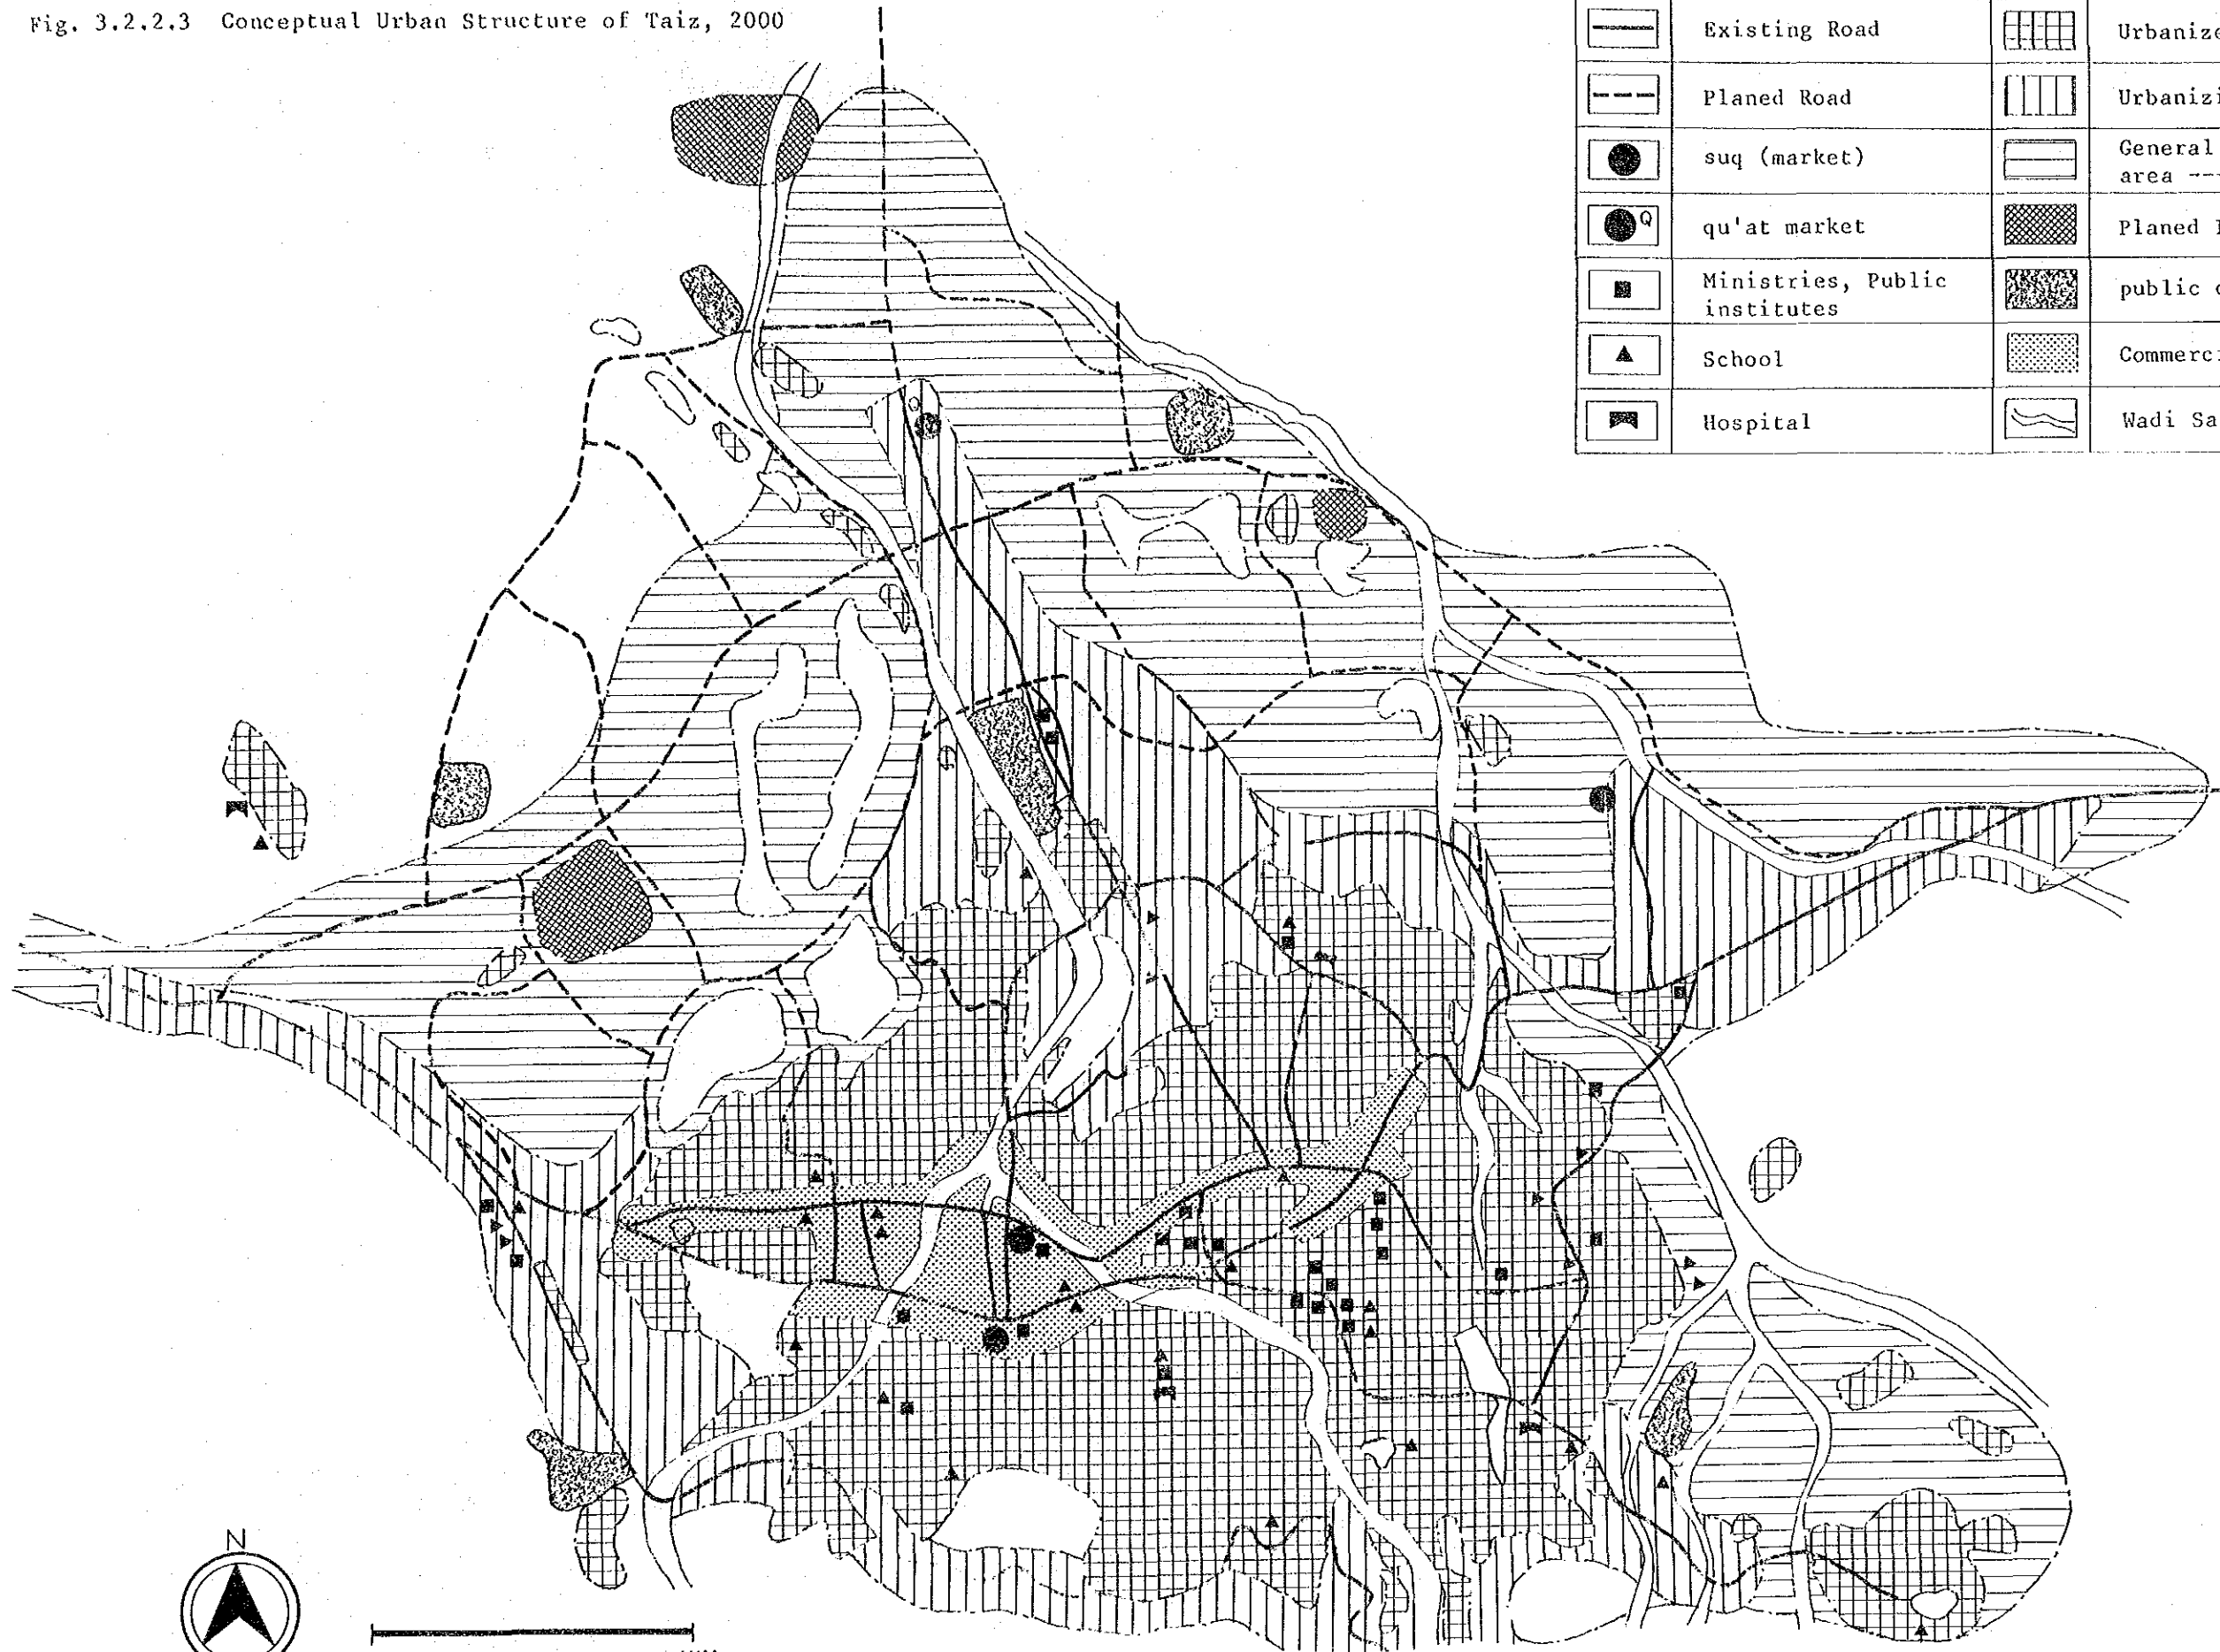 Fig. 3.2.2.3 Conceptual Urban Structure of Taiz, 2000
Existing Road
Urbanize
Planed Road
Urbanizi
suq (market)
General
area ---
Q
qu'at market
Planed
Ministries, Public
institutes
public
School
Commerci
Hospital
Wadi Sa
Q
N